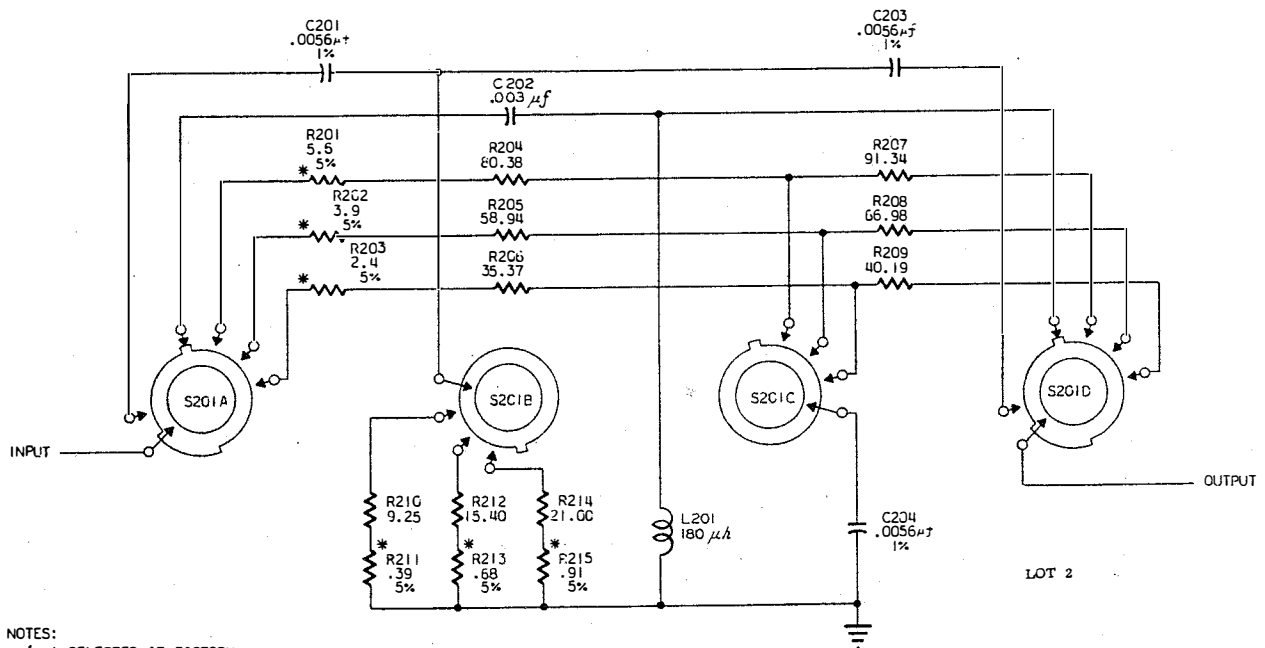 C201
.0056μf
1%
C203
.0056μf
1%
C202
.003 μf
R201
5.6
* 5%
R204
80.38
R207
91.34
R202
3.9
* 5%
R205
58.94
R208
66.98
R203
2.4
* 5%
R206
35.37
R209
40.19
S201A
S201B
S201C
S201D
INPUT
OUTPUT
R210
9.25
R212
15.40
R214
21.00
L201
180 μh
C204
.0056μf
1%
*
R211
.39
5%
*
R213
.68
5%
*
R215
.91
5%
LOT 2
NOTES: